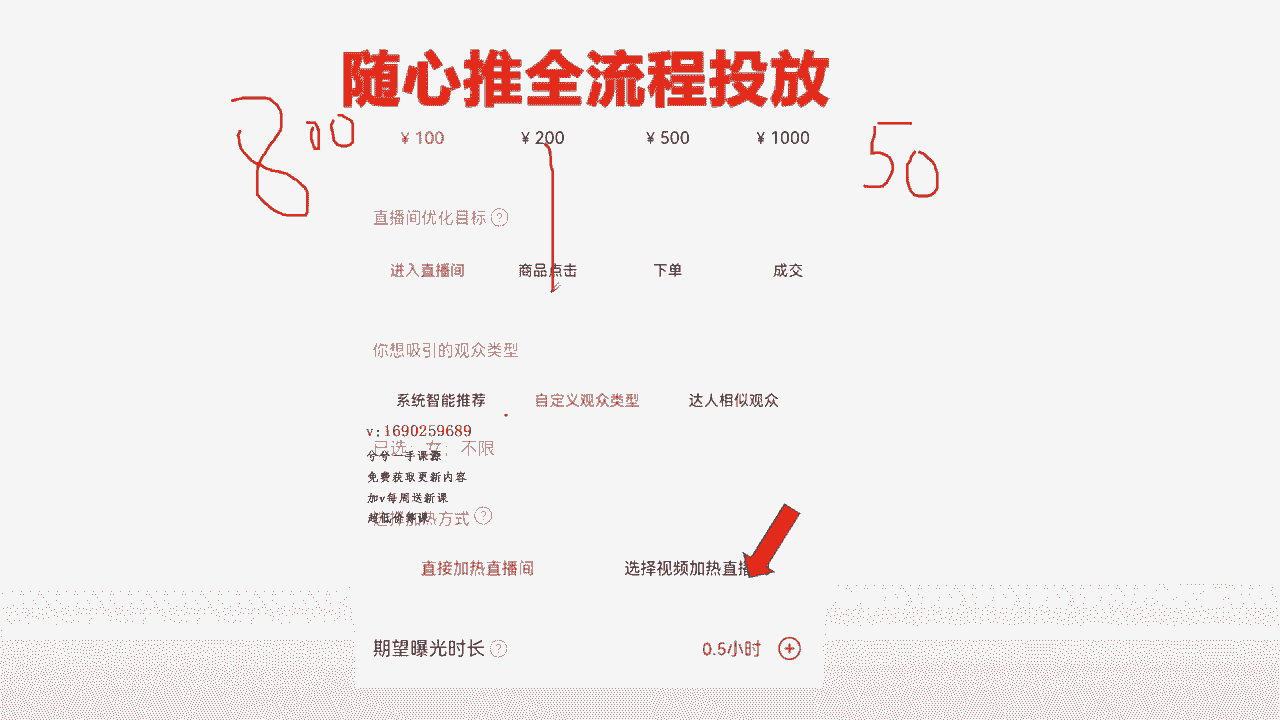 随心推全流程投放
800 ¥ 100 ¥ 200 ¥ 500 ¥ 1000 50
直播间优化目标 ?
进入直播间 商品点击 下单 成交
你想吸引的观众类型
系统智能推荐 自定义观众类型 达人相似观众
v:1690259689
已选：女；不限
兮兮一手课源
免费获取更新内容
加v每周送新课
超低价
加热方式 ?
直接加热直播间 选择视频加热直播
期望曝光时长 ? 0.5小时 +